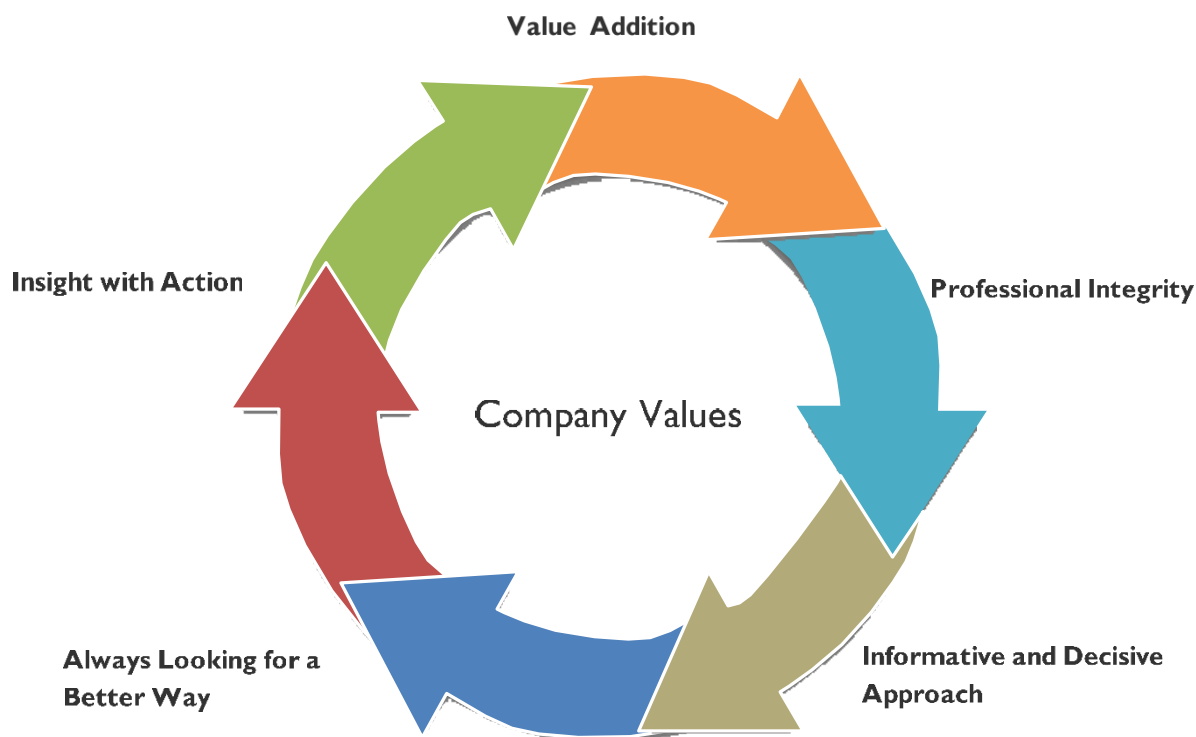 Value Addition
Insight with Action
Professional Integrity
Company Values
Always Looking for a
Better Way
Informative and Decisive
Approach